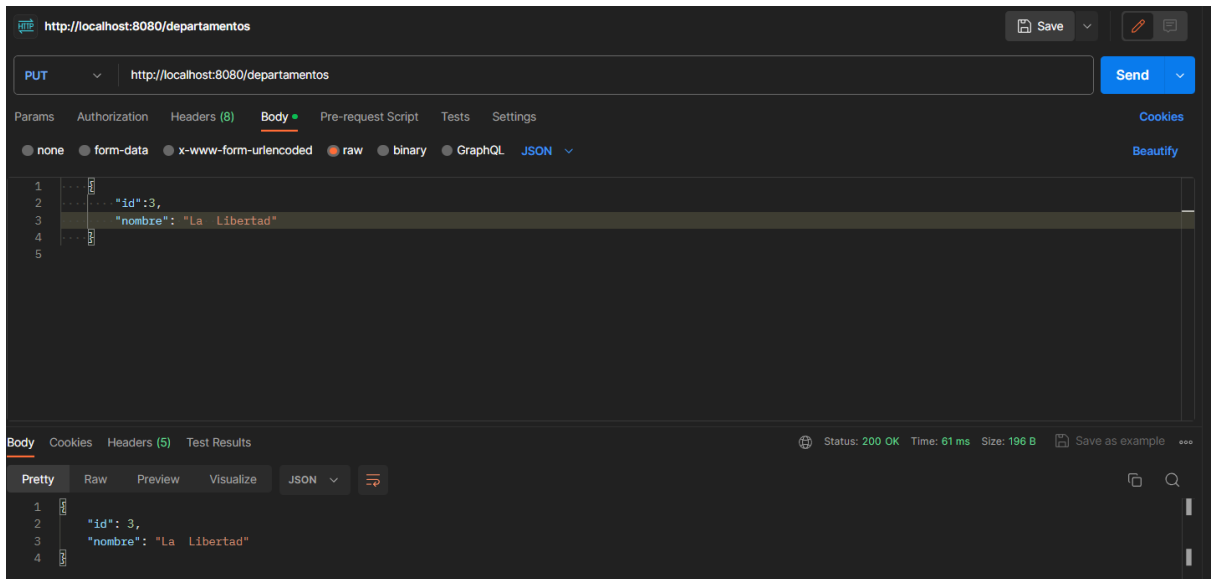 HTTP http://localhost:8080/departamentos Save
PUT http://localhost:8080/departamentos Send
Params Authorization Headers (8) Body Pre-request Script Tests Settings Cookies
none form-data x-www-form-urlencoded raw binary GraphQL JSON Beautify
1 {
2 "id":3,
3 "nombre": "La  Libertad"
4 }
5
Body Cookies Headers (5) Test Results Status: 200 OK Time: 61 ms Size: 196 B Save as example
Pretty Raw Preview Visualize JSON
1 {
2 "id": 3,
3 "nombre": "La  Libertad"
4 }